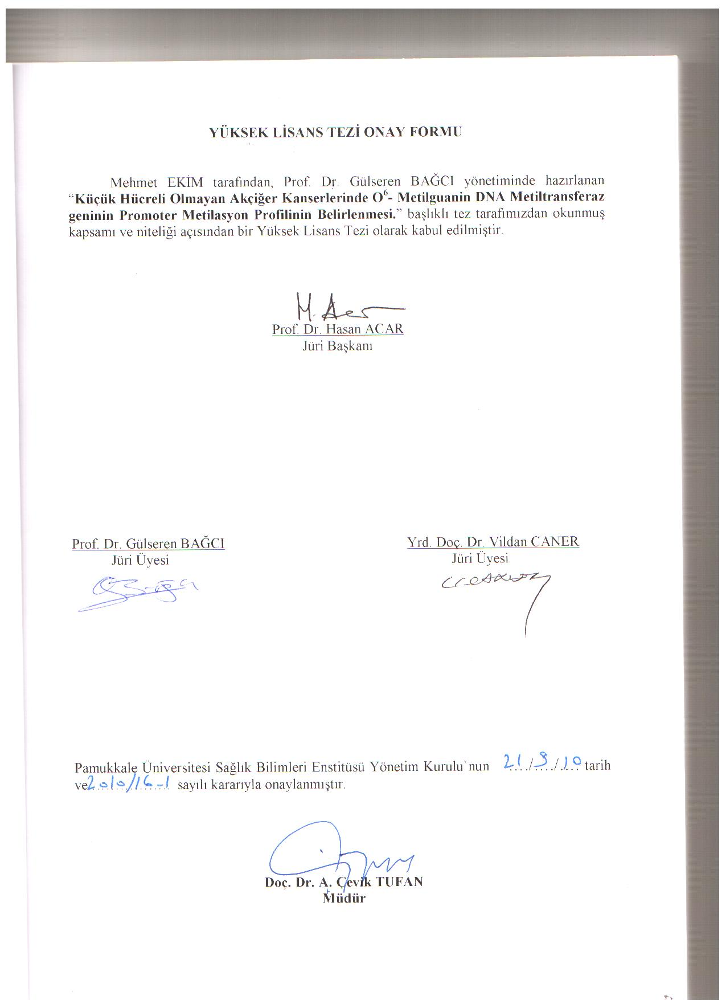 YÜKSEK LİSANS TEZİ ONAY FORMU
Mehmet EKİM tarafından, Prof. Dr. Gülseren BAĞCI yönetiminde hazırlanan
“Küçük Hücreli Olmayan Akçiğer Kanserlerinde O⁶- Metilguanin DNA Metiltransferaz
geninin Promoter Metilasyon Profilinin Belirlenmesi.” başlıklı tez tarafımızdan okunmuş
kapsamı ve niteliği açısından bir Yüksek Lisans Tezi olarak kabul edilmiştir.
Prof. Dr. Hasan ACAR
Jüri Başkanı
Prof. Dr. Gülseren BAĞCI
Jüri Üyesi
Yrd. Doç. Dr. Vildan CANER
Jüri Üyesi
Pamukkale Üniversitesi Sağlık Bilimleri Enstitüsü Yönetim Kurulu`nun 21/9/10 tarih
ve 2010/16-1 sayılı kararıyla onaylanmıştır.
Doç. Dr. A. Çevik TUFAN
Müdür